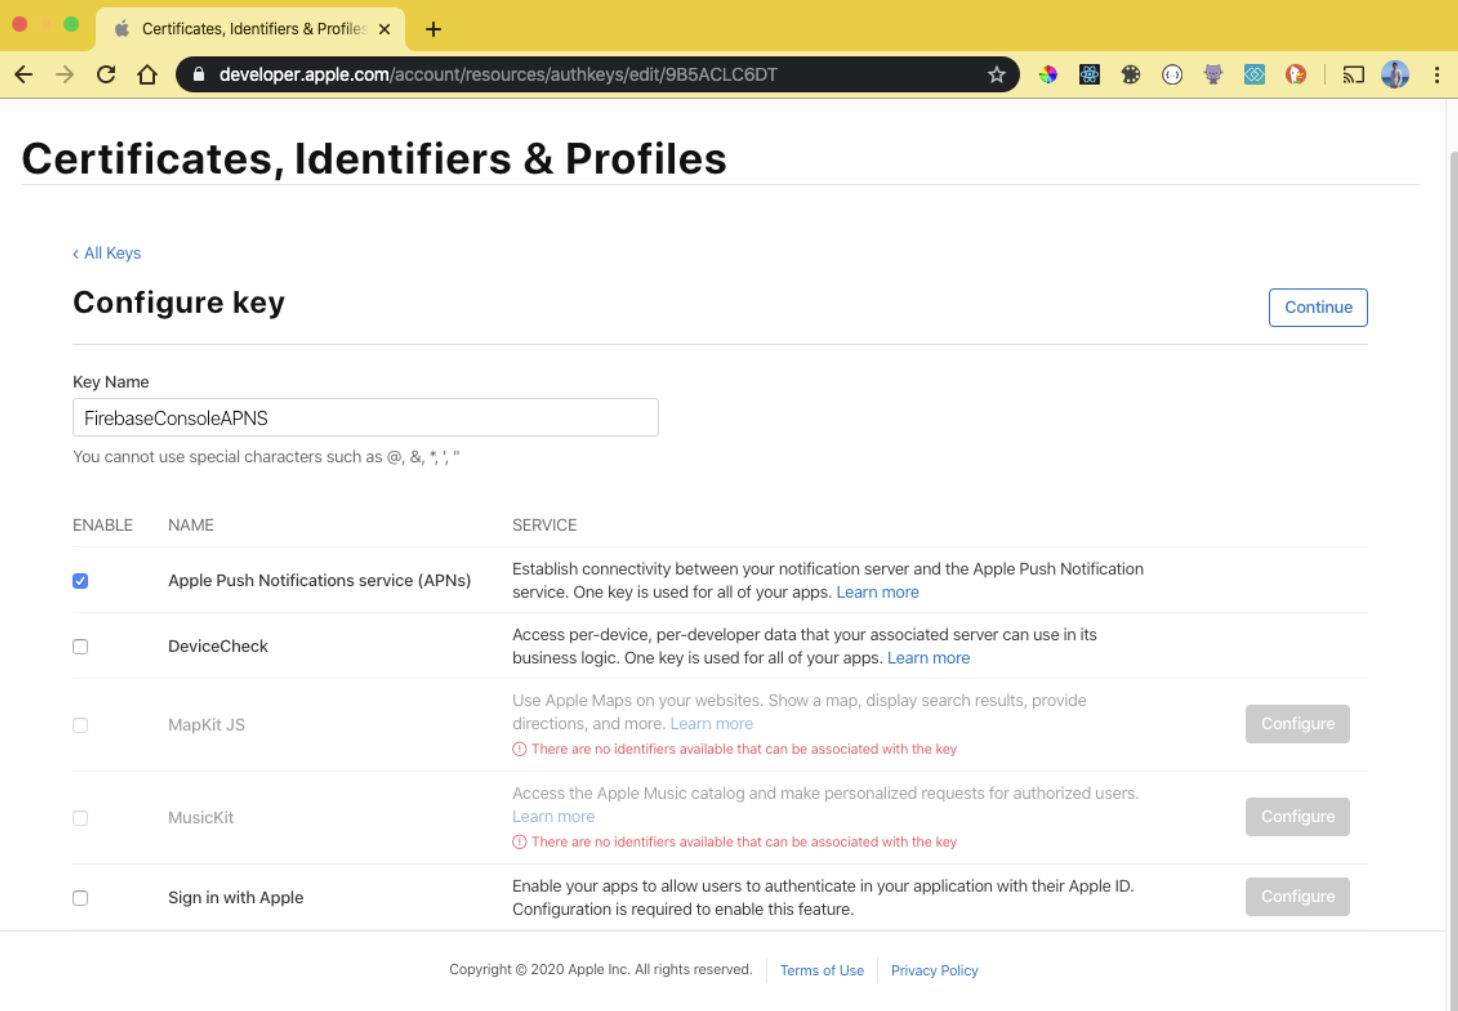 Certificates, Identifiers & Profiles
developer.apple.com/account/resources/authkeys/edit/9B5ACLC6DT
Certificates, Identifiers & Profiles
‹ All Keys
Configure key
Continue
Key Name
FirebaseConsoleAPNS
You cannot use special characters such as @, &, *, ', "
ENABLE NAME SERVICE
Apple Push Notifications service (APNs)
Establish connectivity between your notification server and the Apple Push Notification
service. One key is used for all of your apps. Learn more
DeviceCheck
Access per-device, per-developer data that your associated server can use in its
business logic. One key is used for all of your apps. Learn more
MapKit JS
Use Apple Maps on your websites. Show a map, display search results, provide
directions, and more. Learn more
There are no identifiers available that can be associated with the key
Configure
MusicKit
Access the Apple Music catalog and make personalized requests for authorized users.
Learn more
There are no identifiers available that can be associated with the key
Configure
Sign in with Apple
Enable your apps to allow users to authenticate in your application with their Apple ID.
Configuration is required to enable this feature.
Configure
Copyright © 2020 Apple Inc. All rights reserved. Terms of Use Privacy Policy